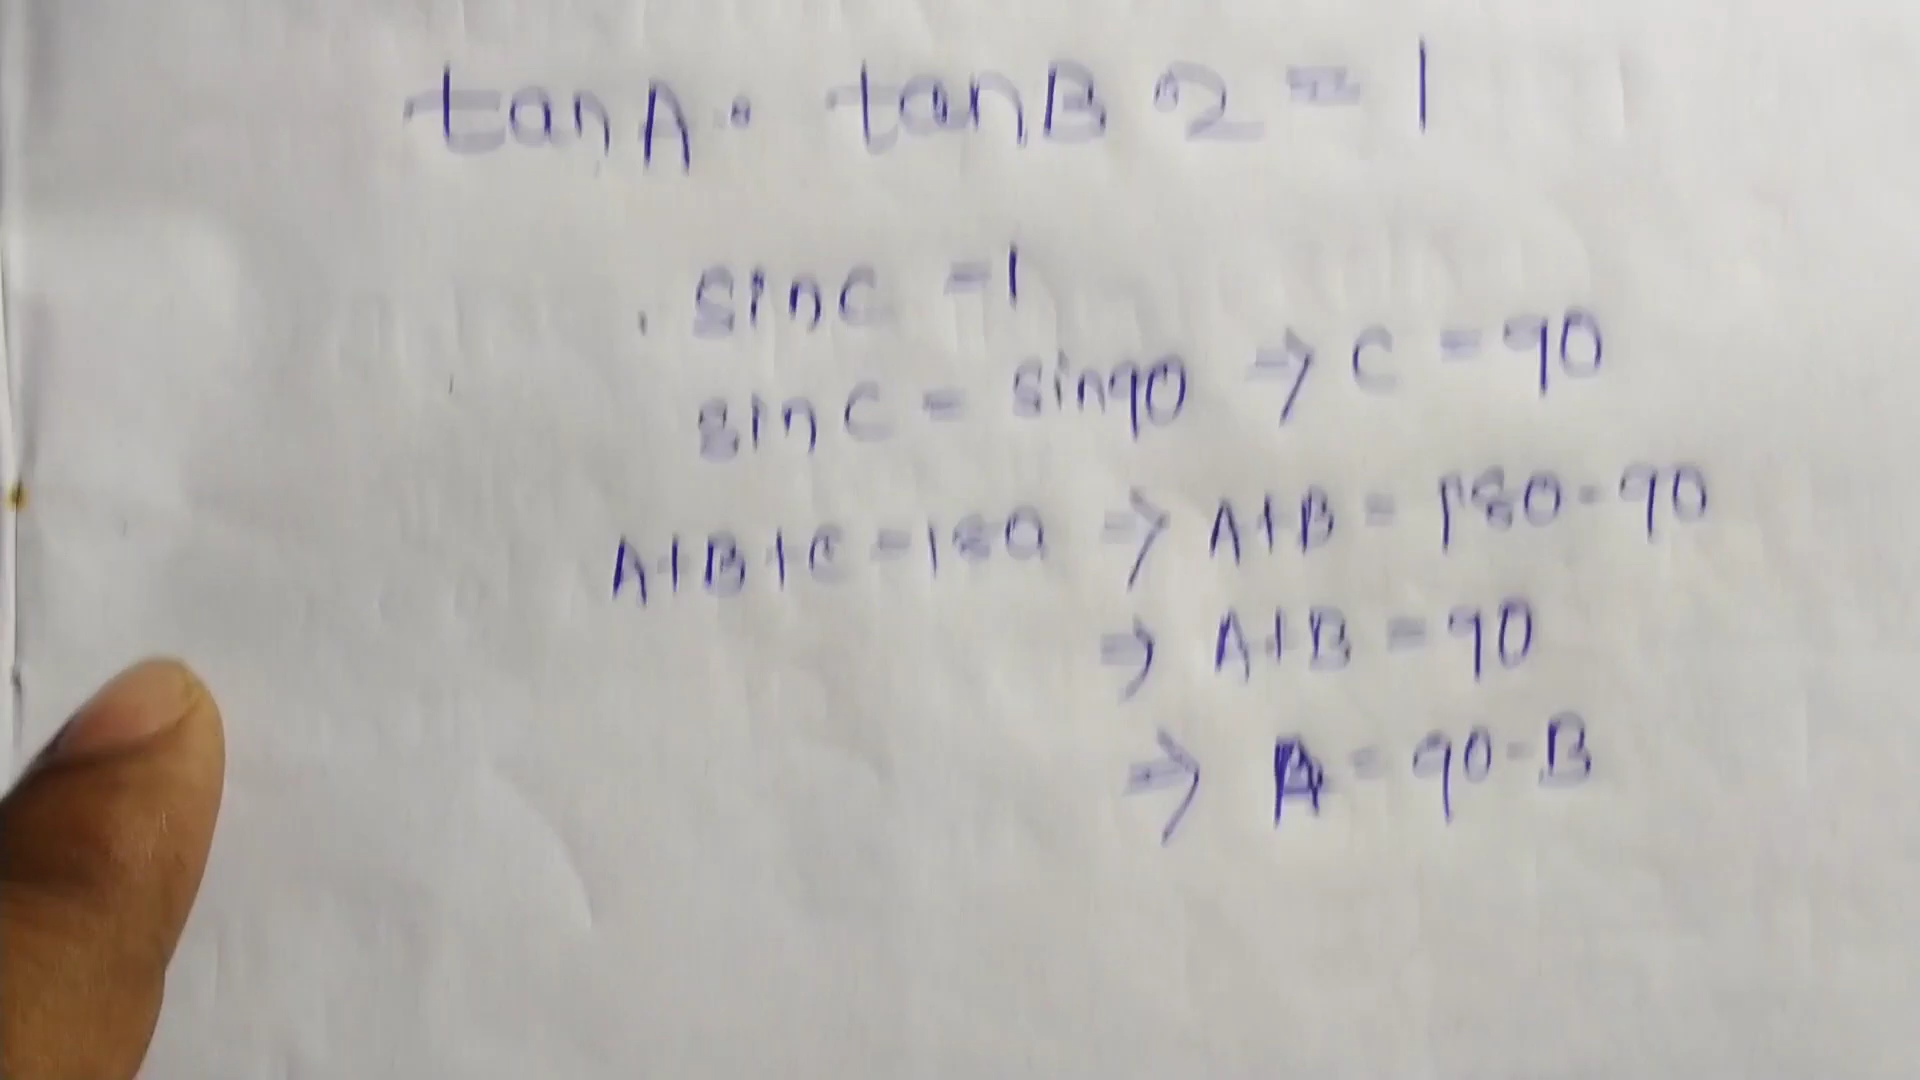 tanA. tanB 2 = 1
sinC = 1
sinC = sin90 ⇒ C = 90
A+B+C = 180 ⇒ A+B = 180-90
⇒ A+B = 90
⇒ A = 90-B